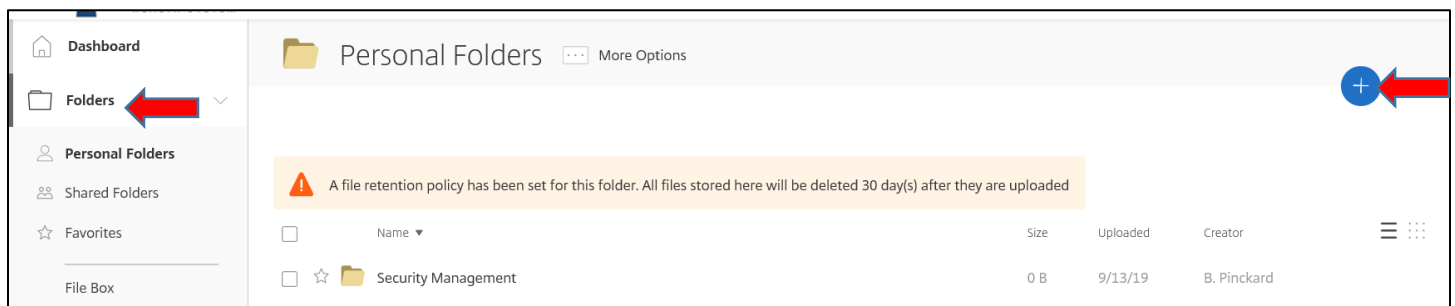 Dashboard
Folders
Personal Folders
Shared Folders
Favorites
File Box
Personal Folders ··· More Options
+
A file retention policy has been set for this folder. All files stored here will be deleted 30 day(s) after they are uploaded
Name Size Uploaded Creator
Security Management 0 B 9/13/19 B. Pinckard